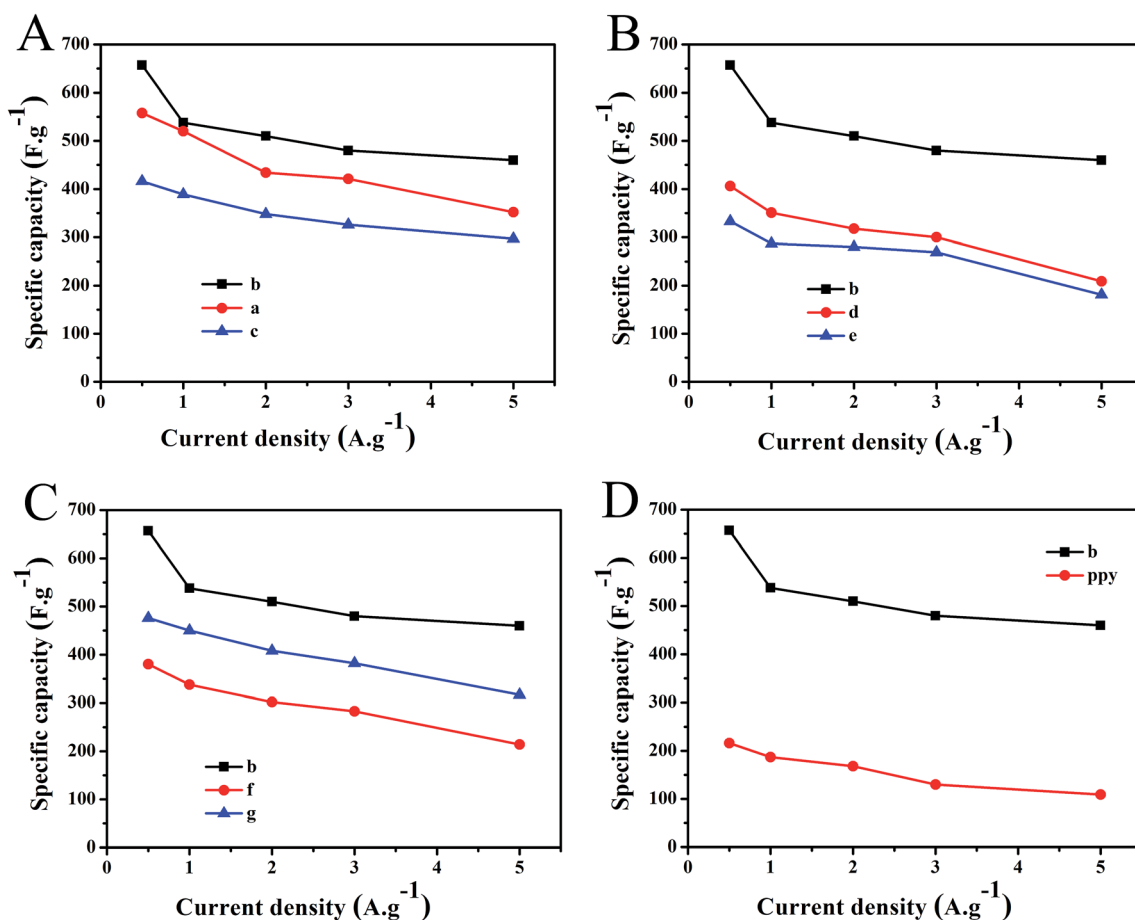 A
700
600
500
400
300
200
100
0
Specific capacity (F.g-1)
b
a
c
0 1 2 3 4 5
Current density (A.g-1)
B
700
600
500
400
300
200
100
0
Specific capacity (F.g-1)
b
d
e
0 1 2 3 4 5
Current density (A.g-1)
C
700
600
500
400
300
200
100
0
Specific capacity (F.g-1)
b
f
g
0 1 2 3 4 5
Current density (A.g-1)
D
700
600
500
400
300
200
100
0
Specific capacity (F.g-1)
b
ppy
0 1 2 3 4 5
Current density (A.g-1)